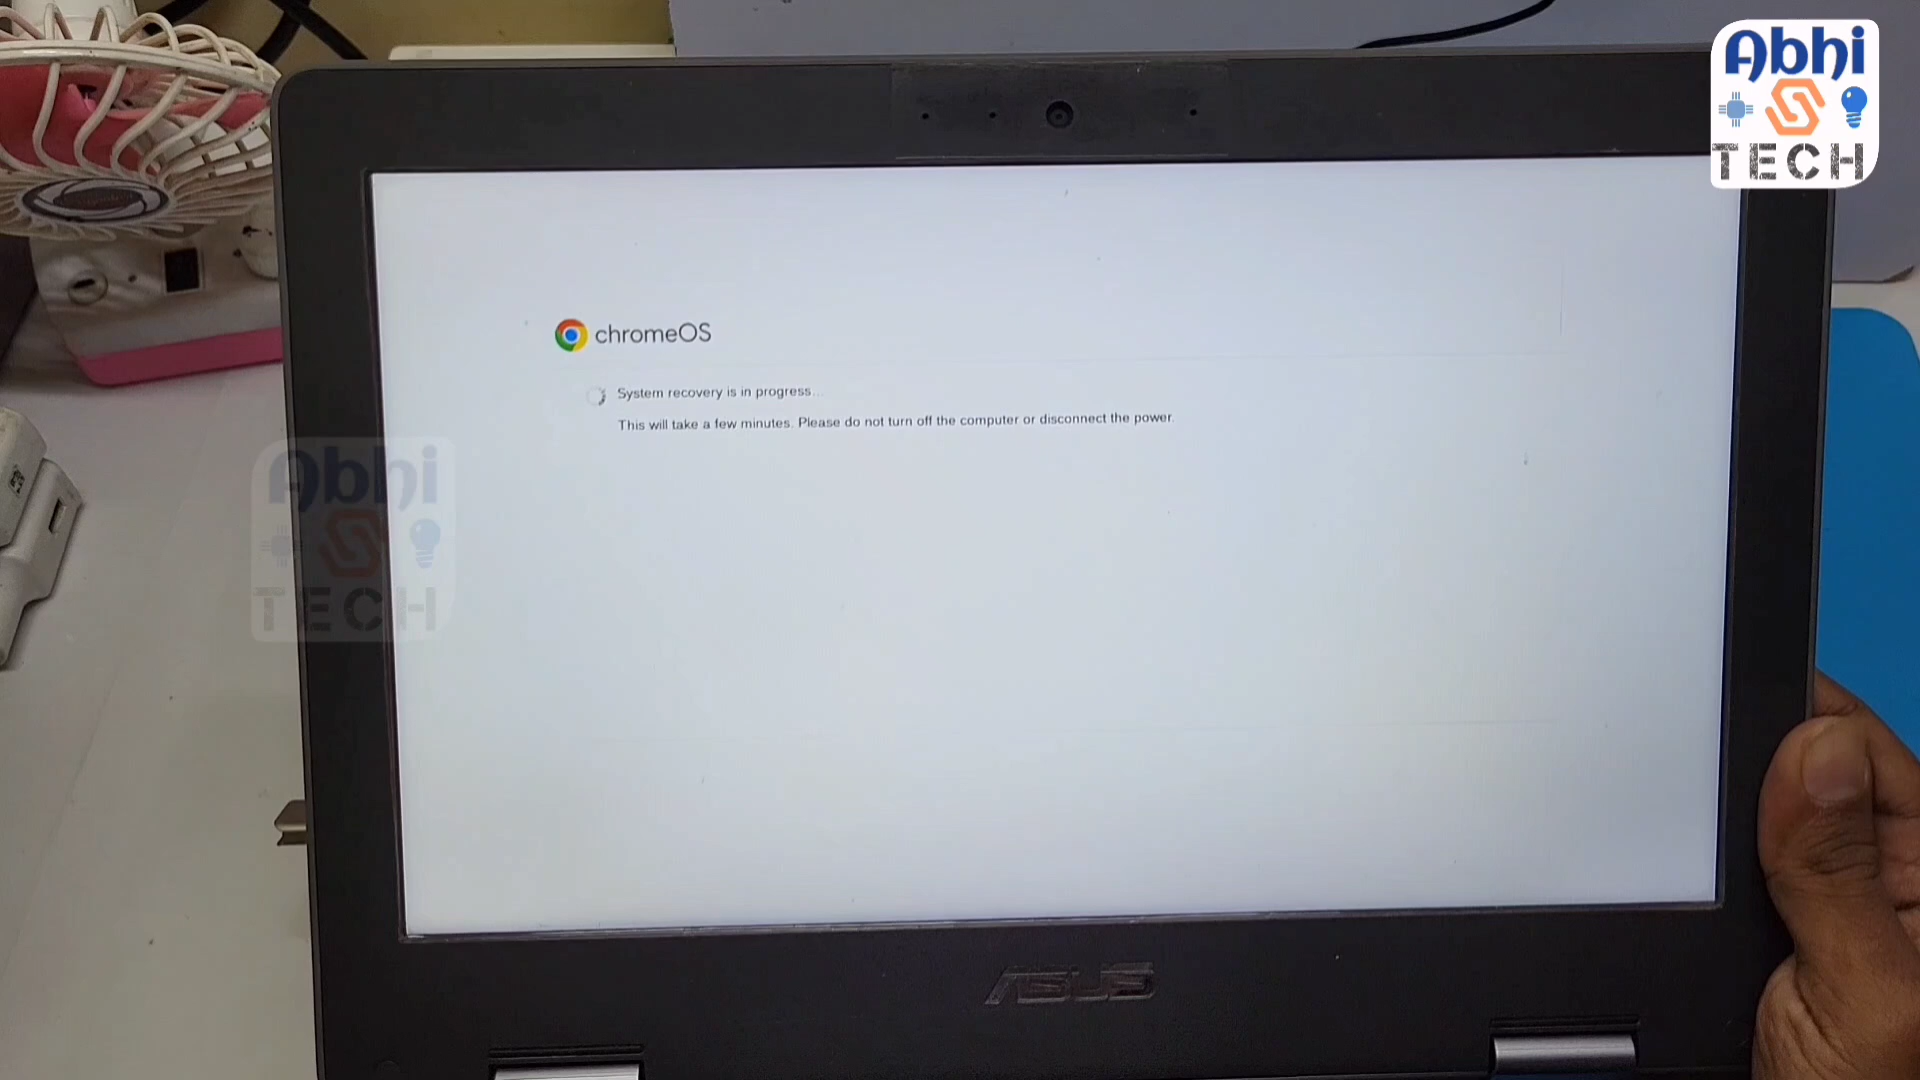 Abhi
TECH
chromeOS
System recovery is in progress...
This will take a few minutes. Please do not turn off the computer or disconnect the power.
Abhi
TECH
ASUS